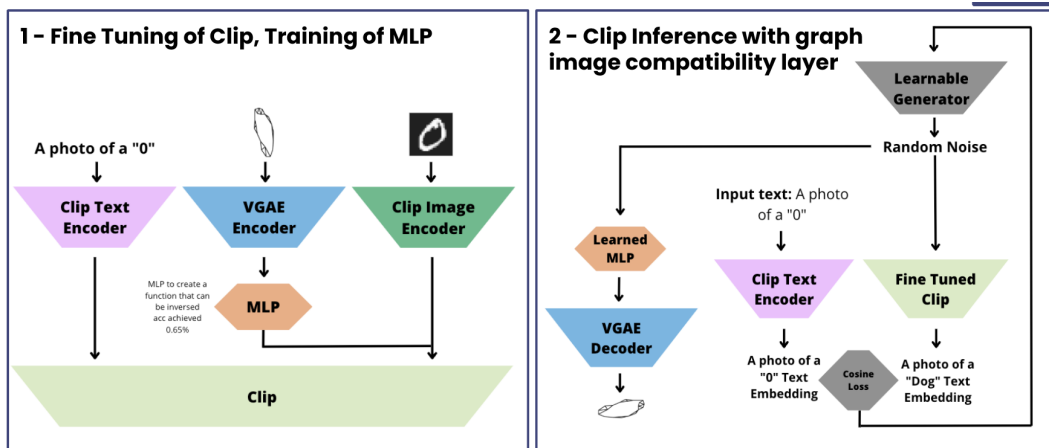 1 - Fine Tuning of Clip, Training of MLP
A photo of a "0"
Clip Text
Encoder
VGAE
Encoder
Clip Image
Encoder
MLP to create a
function that can
be inversed
acc achieved
0.65%
MLP
Clip
2 - Clip Inference with graph
image compatibility layer
Learnable
Generator
Random Noise
Input text: A photo
of a "0"
Learned
MLP
Clip Text
Encoder
Fine Tuned
Clip
VGAE
Decoder
A photo of a
"0" Text
Embedding
Cosine
Loss
A photo of a
"Dog" Text
Embedding